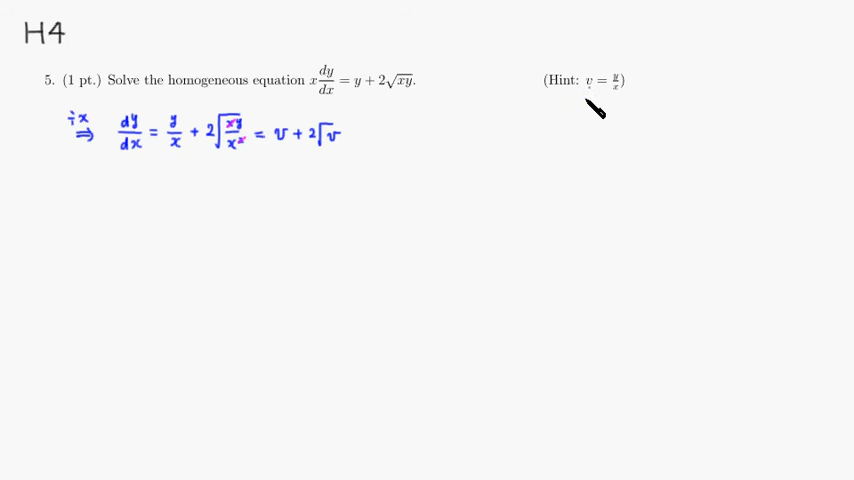 H4
5. (1 pt.) Solve the homogeneous equation x dy/dx = y + 2√xy. (Hint: v = y/x)
÷x ⇒ dy/dx = y/x + 2√(xy/x²) = v + 2√v